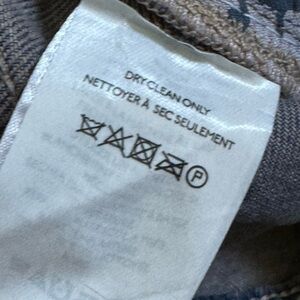 DRY CLEAN ONLY
NETTOYER À SEC SEULEMENT
P